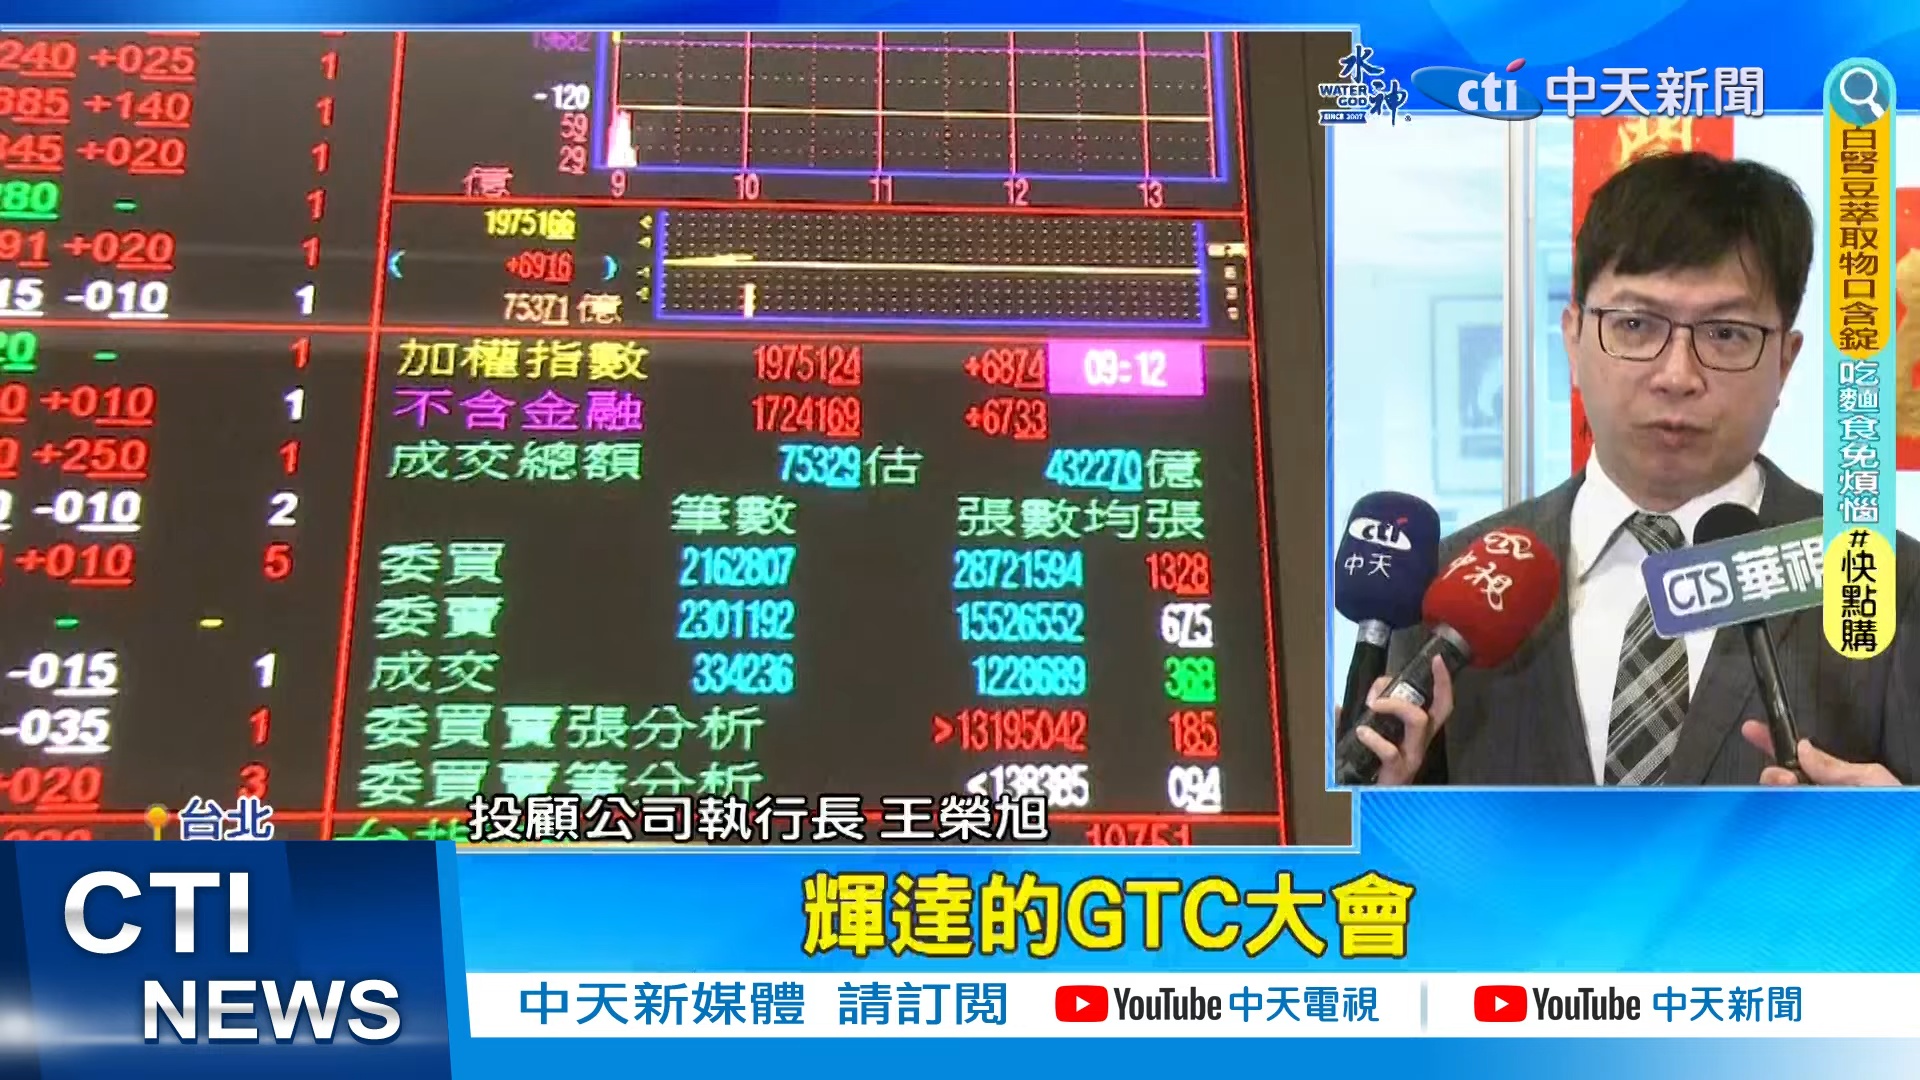 240 +025 1
385 +140 1
345 +020 1
280 - 1
91 +020 1
15 -010 1
20 - 1
0 +010 1
0 +250 1
0 -010 2
+010 5
-015 1
-035 1
+020 3
19682
-120
59
29
億
9 10 11 12 13
1975166
+6916
75371 億
加權指數 1975124 +6874 09:12
不含金融 1724169 +6733
成交總額 75329 估 432270 億
筆數 張數 均張
委買 2162807 28721594 1328
委賣 2301192 15526552 675
成交 334236 1228689 368
委買賣張分析 >13195042 185
委買賣筆分析 <138385 094
19751
台北
投顧公司執行長 王榮旭
水神
WATER GOD
SINCE 2007
cti 中天新聞
白腎豆萃取物口含錠
吃麵食免煩惱
#快點購
cti
中天
中視
CTS 華視
CTI
NEWS
輝達的GTC大會
中天新媒體 請訂閱 YouTube 中天電視 YouTube 中天新聞